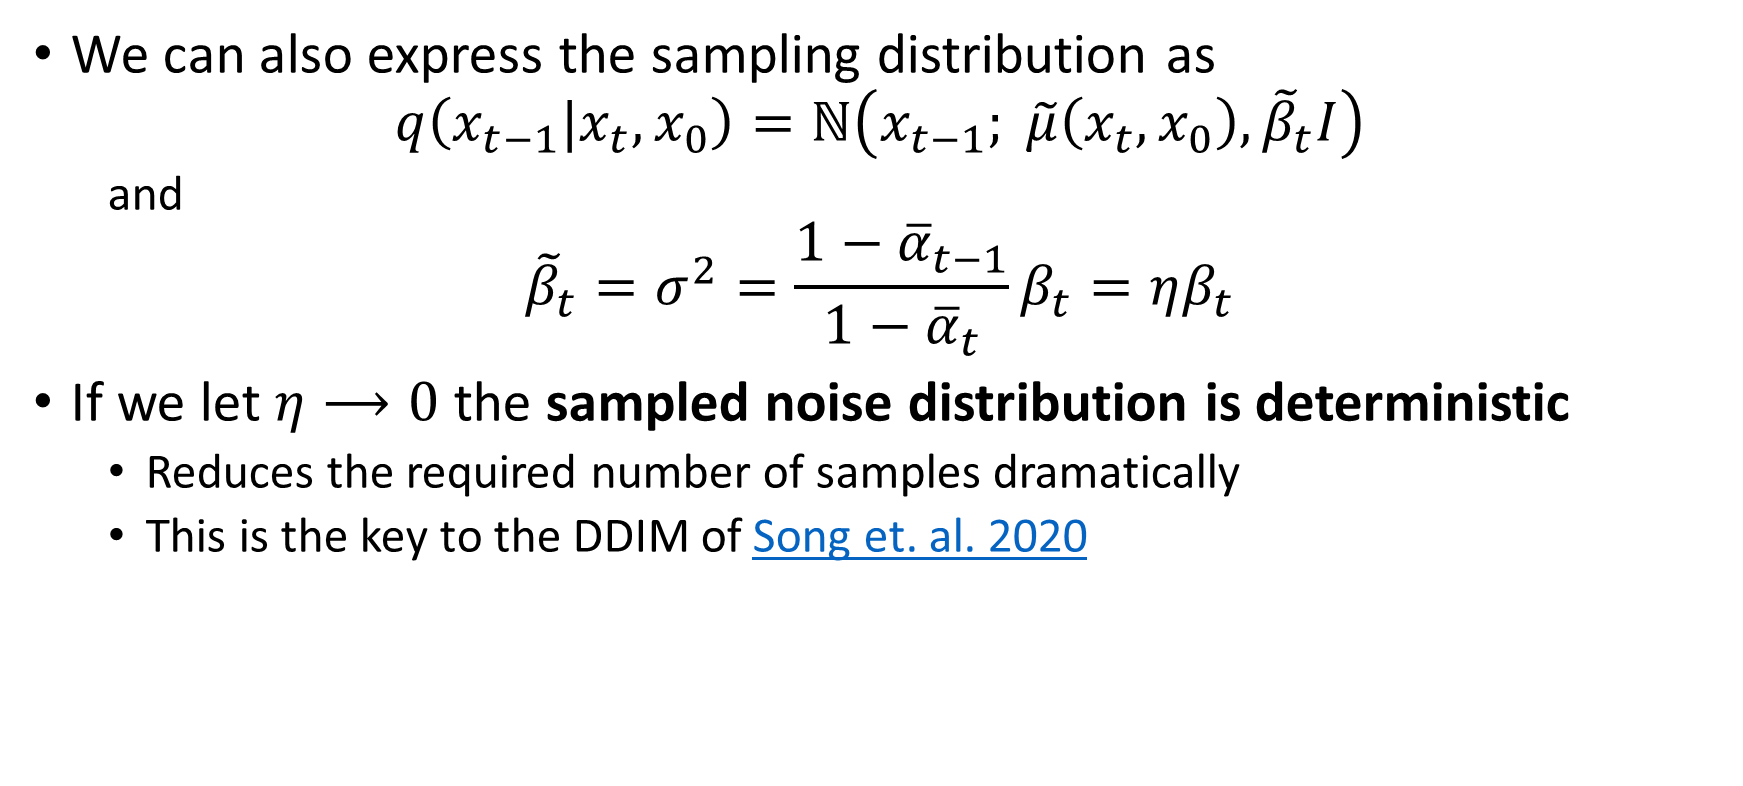 • We can also express the sampling distribution as
q(x_{t−1}|x_t, x_0) = ℕ(x_{t−1}; μ̃(x_t, x_0), β̃_t I)
and
β̃_t = σ² = \frac{1 − ᾱ_{t−1}}{1 − ᾱ_t} β_t = ηβ_t
• If we let η ⟶ 0 the sampled noise distribution is deterministic
• Reduces the required number of samples dramatically
• This is the key to the DDIM of Song et. al. 2020